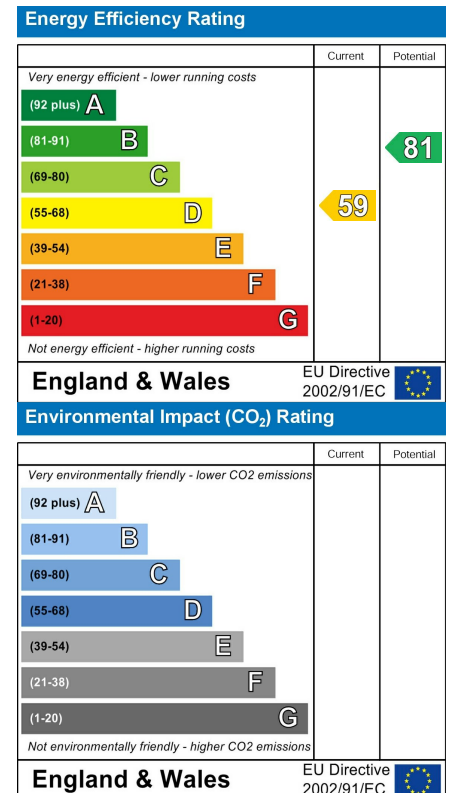 Energy Efficiency Rating
Current Potential
Very energy efficient - lower running costs
(92 plus) A
(81-91) B
81
(69-80) C
(55-68) D
59
(39-54) E
(21-38) F
(1-20) G
Not energy efficient - higher running costs
England & Wales
EU Directive
2002/91/EC
Environmental Impact (CO₂) Rating
Current Potential
Very environmentally friendly - lower CO2 emissions
(92 plus) A
(81-91) B
(69-80) C
(55-68) D
(39-54) E
(21-38) F
(1-20) G
Not environmentally friendly - higher CO2 emissions
England & Wales
EU Directive
2002/91/EC